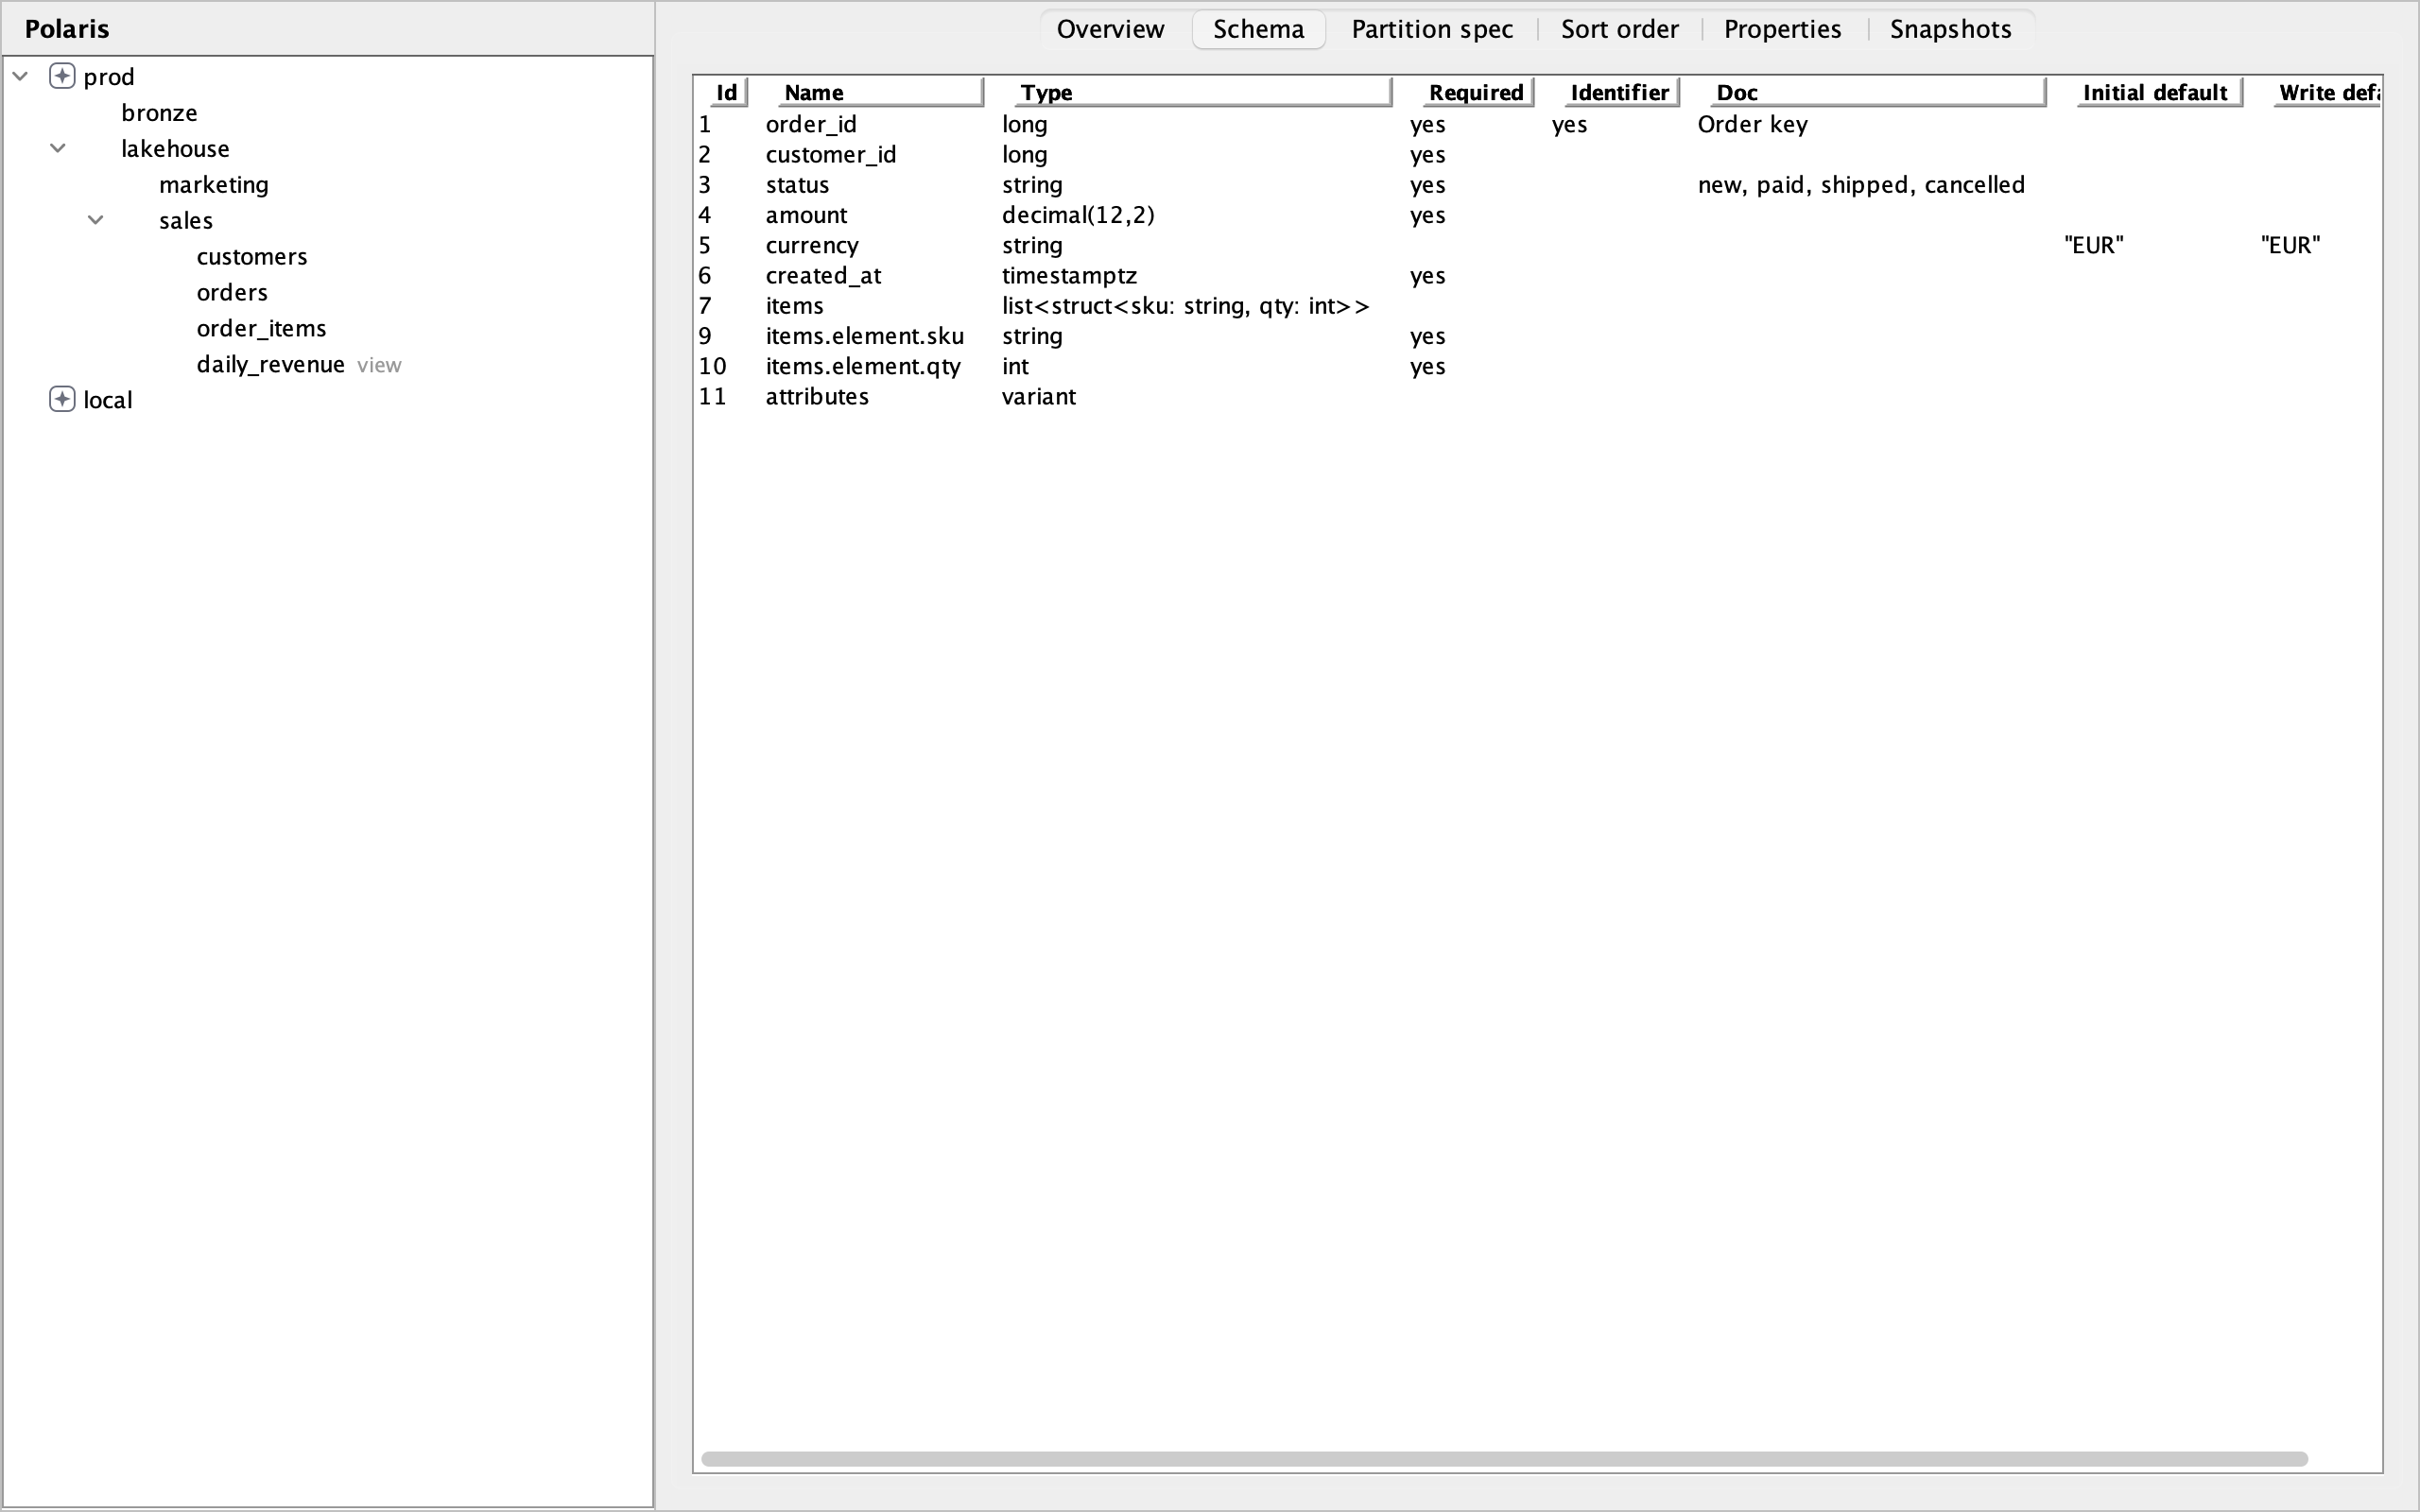 Polaris
prod
bronze
lakehouse
marketing
sales
customers
orders
order_items
daily_revenue view
local
Overview Schema Partition spec Sort order Properties Snapshots
Id Name Type Required Identifier Doc Initial default Write defa
1 order_id long yes yes Order key
2 customer_id long yes
3 status string yes new, paid, shipped, cancelled
4 amount decimal(12,2) yes
5 currency string "EUR" "EUR"
6 created_at timestamptz yes
7 items list<struct<sku: string, qty: int>>
9 items.element.sku string yes
10 items.element.qty int yes
11 attributes variant